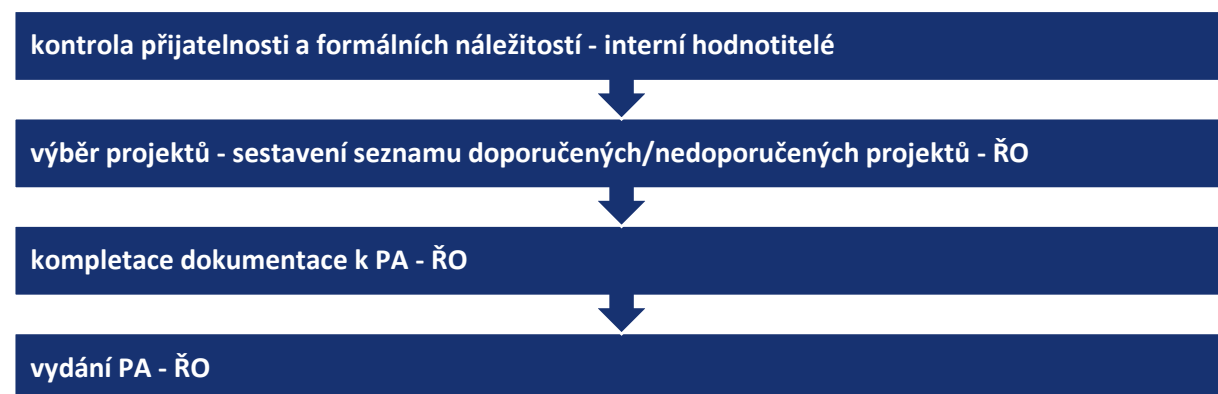 kontrola přijatelnosti a formálních náležitostí - interní hodnotitelé
výběr projektů - sestavení seznamu doporučených/nedoporučených projektů - ŘO
kompletace dokumentace k PA - ŘO
vydání PA - ŘO